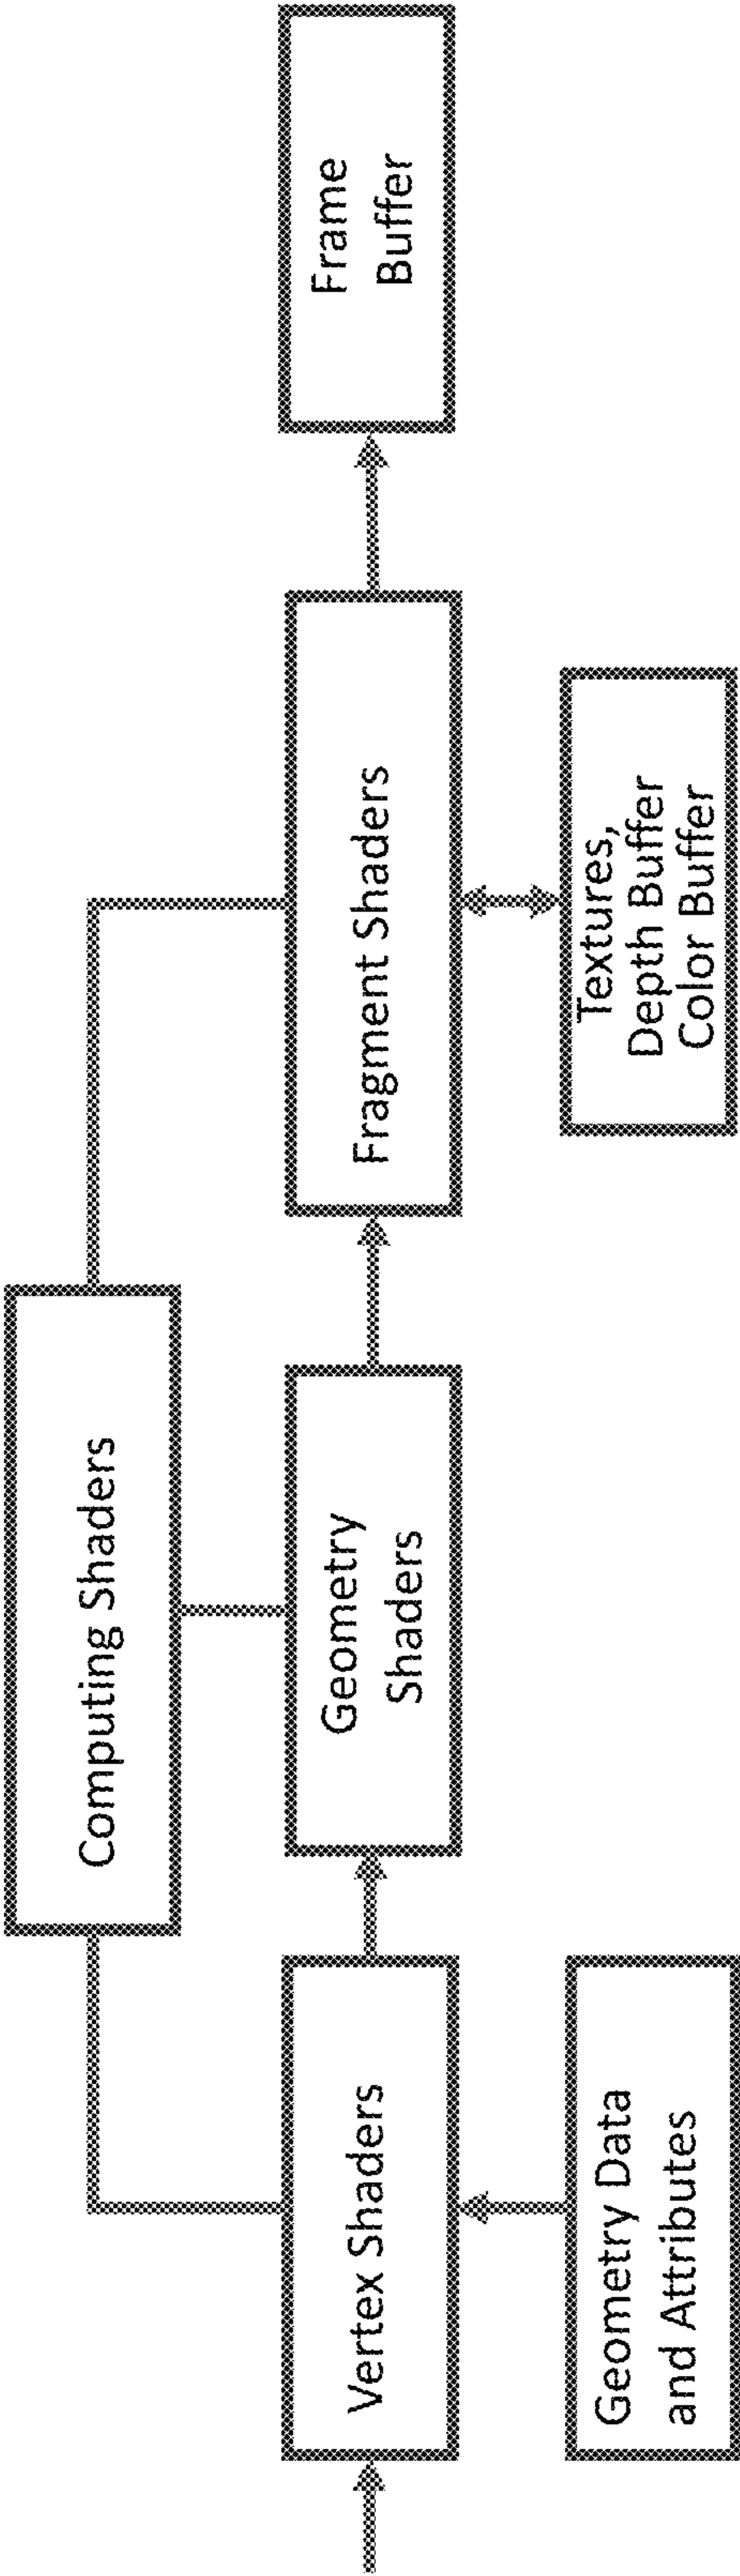 Computing Shaders
Vertex Shaders
Geometry
Shaders
Fragment Shaders
Frame
Buffer
Geometry Data
and Attributes
Textures,
Depth Buffer
Color Buffer